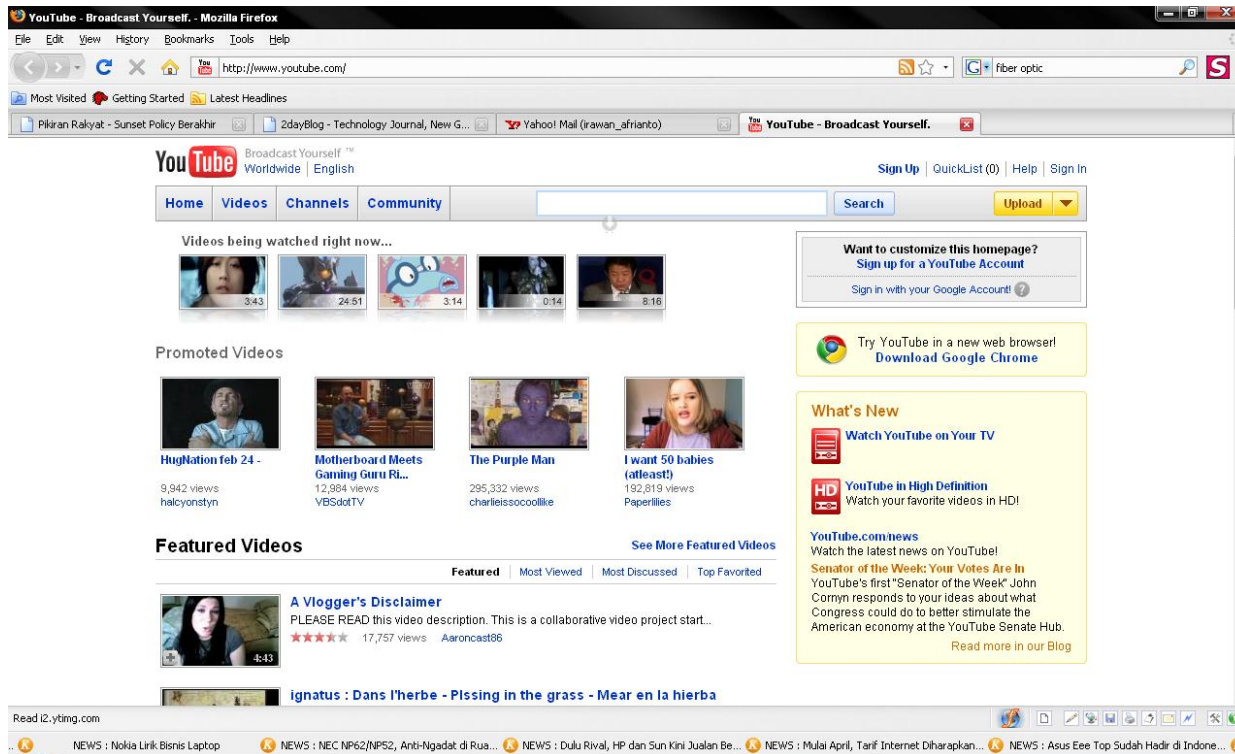 YouTube - Broadcast Yourself. - Mozilla Firefox
File Edit View History Bookmarks Tools Help
http://www.youtube.com/ fiber optic
Most Visited Getting Started Latest Headlines
Pikiran Rakyat - Sunset Policy Berakhir 2dayBlog - Technology Journal, New G... Yahoo! Mail (irawan_afrianto) YouTube - Broadcast Yourself.
YouTube Broadcast Yourself ™
Worldwide English Sign Up QuickList (0) Help Sign In
Home Videos Channels Community Search Upload
Videos being watched right now...
3:43 24:51 3:14 0:14 8:16
Want to customize this homepage?
Sign up for a YouTube Account
Sign in with your Google Account!
Try YouTube in a new web browser!
Download Google Chrome
Promoted Videos
HugNation feb 24 -
9,942 views
halcyonstyn
Motherboard Meets
Gaming Guru Ri...
12,984 views
VBSdotTV
The Purple Man
295,332 views
charlieissocoollike
I want 50 babies
(atleast!)
192,819 views
Paperlilies
What's New
Watch YouTube on Your TV
HD
YouTube in High Definition
Watch your favorite videos in HD!
YouTube.com/news
Watch the latest news on YouTube!
Senator of the Week: Your Votes Are In
YouTube's first "Senator of the Week" John
Cornyn responds to your ideas about what
Congress could do to better stimulate the
American economy at the YouTube Senate Hub.
Read more in our Blog
Featured Videos See More Featured Videos
Featured Most Viewed Most Discussed Top Favorited
A Vlogger's Disclaimer
PLEASE READ this video description. This is a collaborative video project start...
17,757 views Aaroncast86
4:43
ignatus : Dans l'herbe - PIssing in the grass - Mear en la hierba
Read i2.ytimg.com
NEWS : Nokia Lirik Bisnis Laptop NEWS : NEC NP62/NP52, Anti-Ngadat di Rua... NEWS : Dulu Rival, HP dan Sun Kini Jualan Be... NEWS : Mulai April, Tarif Internet Diharapkan... NEWS : Asus Eee Top Sudah Hadir di Indone...